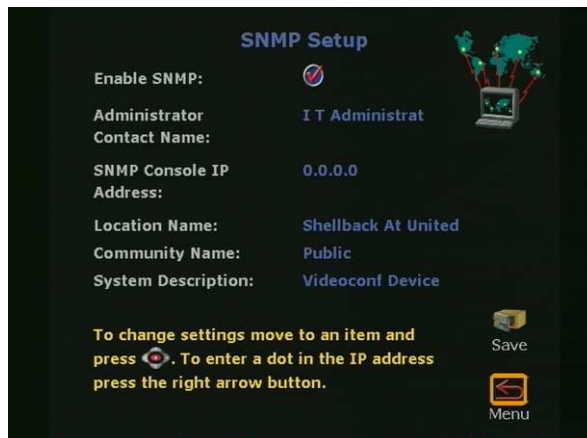 SNMP Setup
Enable SNMP:
Administrator
Contact Name:
I T Administrat
SNMP Console IP
Address:
0.0.0.0
Location Name:
Shellback At United
Community Name:
Public
System Description:
Videoconf Device
To change settings move to an item and
press . To enter a dot in the IP address
press the right arrow button.
Save
Menu